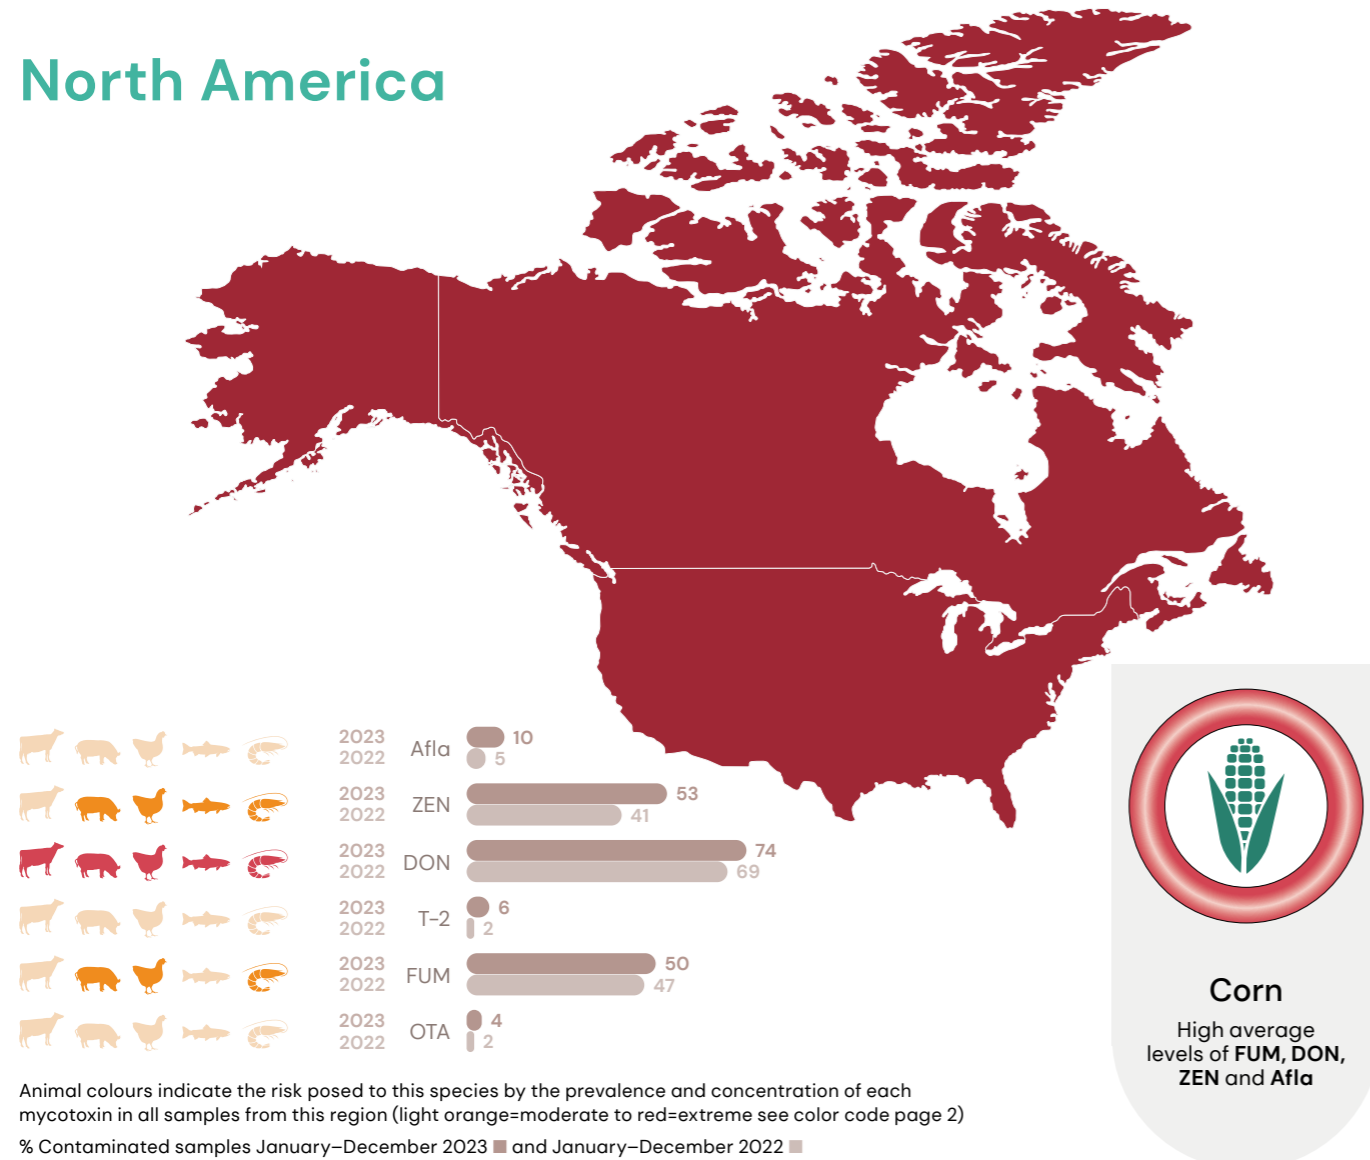 North America
2023
2022
Afla
10
5
2023
2022
ZEN
53
41
2023
2022
DON
74
69
2023
2022
T-2
6
2
2023
2022
FUM
50
47
2023
2022
OTA
4
2
Animal colours indicate the risk posed to this species by the prevalence and concentration of each
mycotoxin in all samples from this region (light orange=moderate to red=extreme see color code page 2)
% Contaminated samples January–December 2023 and January–December 2022
Corn
High average
levels of FUM, DON,
ZEN and Afla